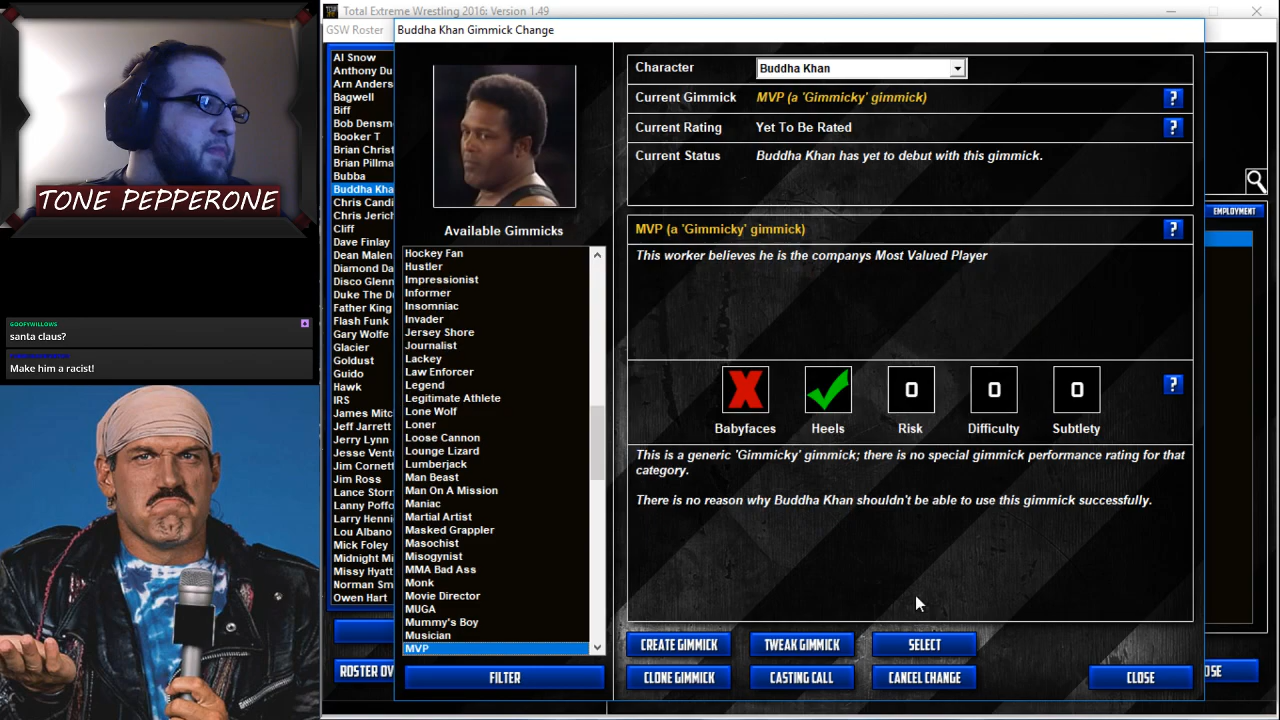 Total Extreme Wrestling 2016: Version 1.49
GSW Roster
Buddha Khan Gimmick Change
TONE PEPPERONE
GOOFYWILLOWS
santa claus?
Make him a racist!
Al Snow
Anthony Du
Arn Anders
Bagwell
Biff
Bob Densm
Booker T
Brian Christ
Brian Pillma
Bubba
Buddha Kha
Chris Candi
Chris Jerich
Cliff
Dave Finlay
Dean Malen
Diamond Da
Disco Glenn
Duke The D
Father King
Flash Funk
Gary Wolfe
Glacier
Goldust
Guido
Hawk
IRS
James Mitc
Jeff Jarrett
Jerry Lynn
Jesse Vent
Jim Cornett
Jim Ross
Lance Storn
Lanny Poffo
Larry Henni
Lou Albano
Mick Foley
Midnight Mi
Missy Hyatt
Norman Sm
Owen Hart
ROSTER OV
Available Gimmicks
Hockey Fan
Hustler
Impressionist
Informer
Insomniac
Invader
Jersey Shore
Journalist
Lackey
Law Enforcer
Legend
Legitimate Athlete
Lone Wolf
Loner
Loose Cannon
Lounge Lizard
Lumberjack
Man Beast
Man On A Mission
Maniac
Martial Artist
Masked Grappler
Masochist
Misogynist
MMA Bad Ass
Monk
Movie Director
MUGA
Mummy's Boy
Musician
MVP
FILTER
Character Buddha Khan
Current Gimmick MVP (a 'Gimmicky' gimmick) ?
Current Rating Yet To Be Rated ?
Current Status Buddha Khan has yet to debut with this gimmick.
MVP (a 'Gimmicky' gimmick) ?
This worker believes he is the companys Most Valued Player
0 0 0 ?
Babyfaces Heels Risk Difficulty Subtlety
This is a generic 'Gimmicky' gimmick; there is no special gimmick performance rating for that
category.
There is no reason why Buddha Khan shouldn't be able to use this gimmick successfully.
CREATE GIMMICK TWEAK GIMMICK SELECT
CLONE GIMMICK CASTING CALL CANCEL CHANGE CLOSE
EMPLOYMENT
OSE